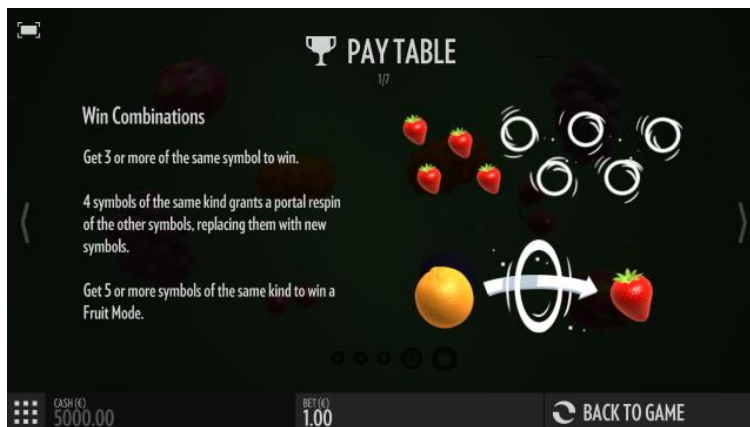 PAY TABLE
1/7
Win Combinations
Get 3 or more of the same symbol to win.
4 symbols of the same kind grants a portal respin
of the other symbols, replacing them with new
symbols.
Get 5 or more symbols of the same kind to win a
Fruit Mode.
CASH (€)
5000.00
BET (€)
1.00
BACK TO GAME